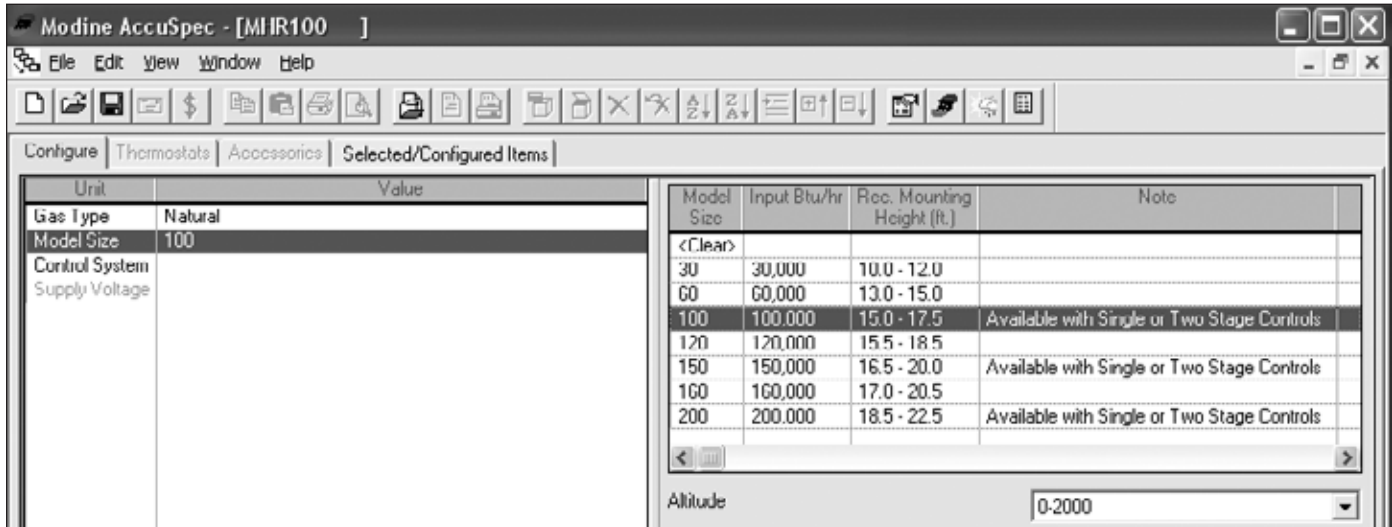 Modine AccuSpec - [MHR100 ]
File Edit View Window Help
Configure Thermostats Accessories Selected/Configured Items
Unit Value
Gas Type Natural
Model Size 100
Control System
Supply Voltage
Model Size Input Btu/hr Rec. Mounting Height (ft.) Note
<Clear>
30 30,000 10.0 - 12.0
60 60,000 13.0 - 15.0
100 100,000 15.0 - 17.5 Available with Single or Two Stage Controls
120 120,000 15.5 - 18.5
150 150,000 16.5 - 20.0 Available with Single or Two Stage Controls
160 160,000 17.0 - 20.5
200 200,000 18.5 - 22.5 Available with Single or Two Stage Controls
Altitude 0-2000